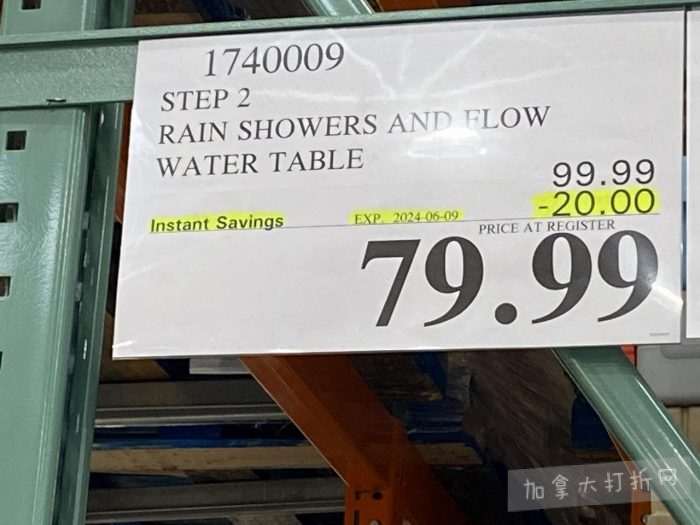 1740009
STEP 2
RAIN SHOWERS AND FLOW
WATER TABLE
99.99
Instant Savings EXP. 2024-06-09 -20.00
PRICE AT REGISTER
79.99
加拿大打折网